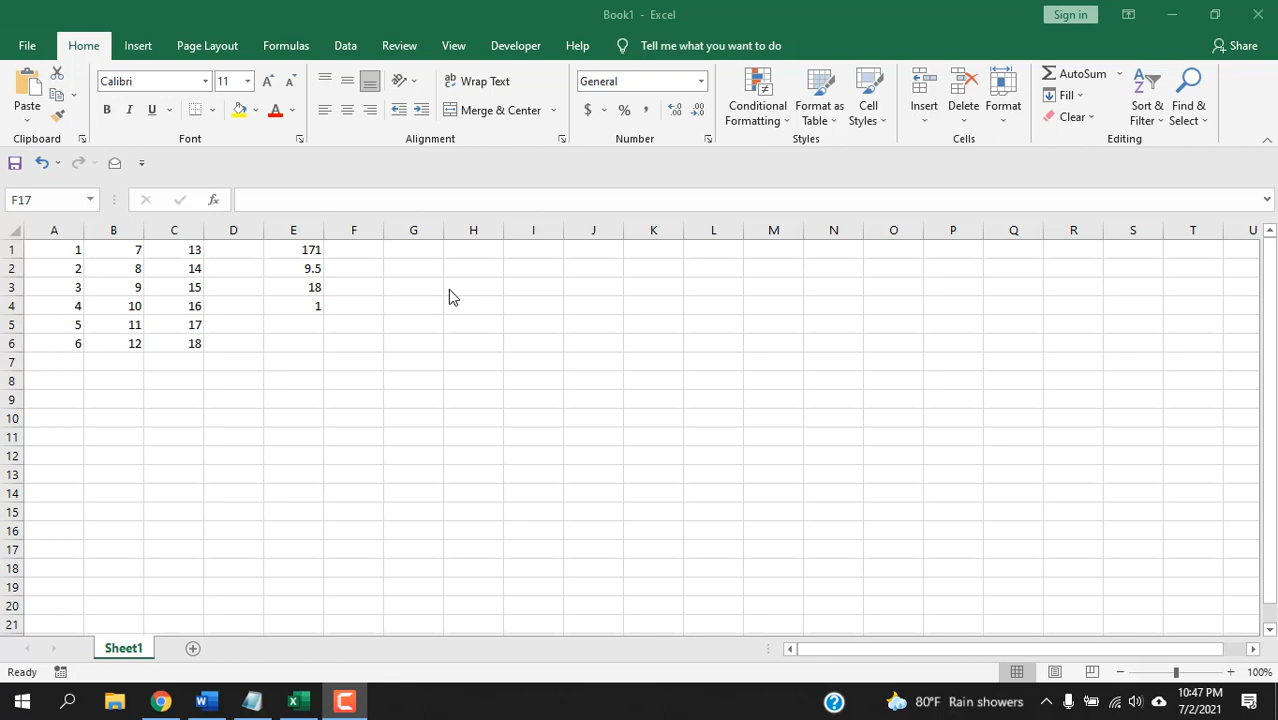 Book1 - Excel
Sign in
File Home Insert Page Layout Formulas Data Review View Developer Help Tell me what you want to do Share
Paste
Calibri 11
Wrap Text
General
Conditional Formatting
Format as Table
Cell Styles
Insert
Delete
Format
AutoSum
Fill
Clear
Sort & Filter
Find & Select
B I U
Merge & Center
$ % ,
Clipboard Font Alignment Number Styles Cells Editing
F17 fx
A B C D E F G H I J K L M N O P Q R S T U
1 1 7 13 171
2 2 8 14 9.5
3 3 9 15 18
4 4 10 16 1
5 5 11 17
6 6 12 18
7
8
9
10
11
12
13
14
15
16
17
18
19
20
21
Sheet1
Ready 100%
80°F Rain showers
10:47 PM
7/2/2021